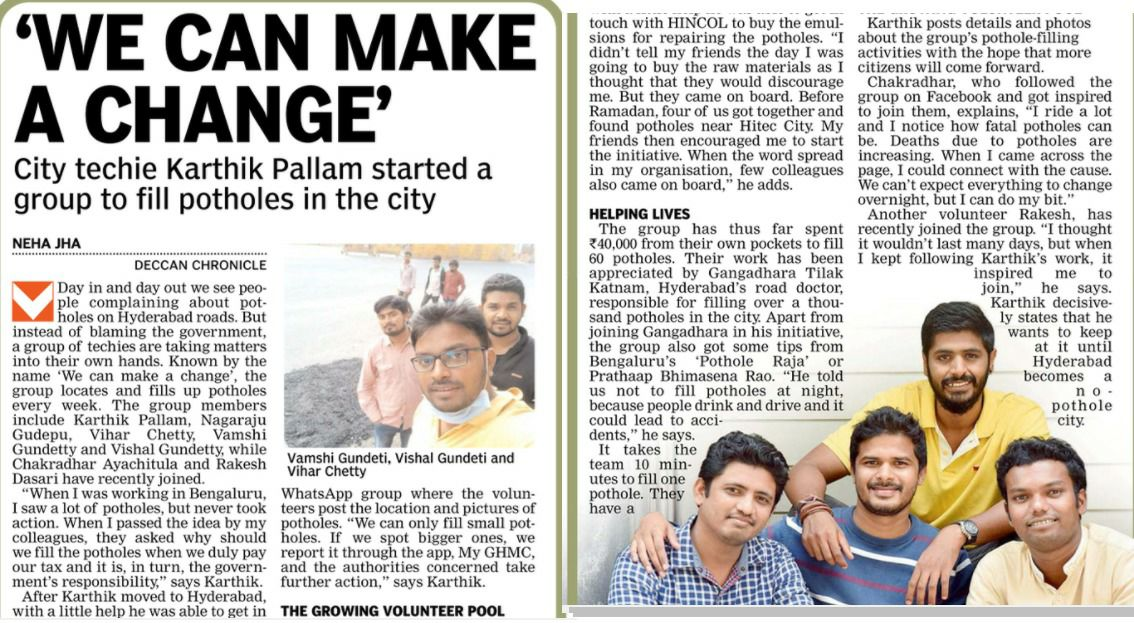 ‘WE CAN MAKE
A CHANGE’
City techie Karthik Pallam started a
group to fill potholes in the city
NEHA JHA
DECCAN CHRONICLE
Day in and day out we see peo-
ple complaining about pot-
holes on Hyderabad roads. But
instead of blaming the government,
a group of techies are taking matters
into their own hands. Known by the
name ‘We can make a change’, the
group locates and fills up potholes
every week. The group members
include Karthik Pallam, Nagaraju
Gudepu, Vihar Chetty, Vamshi
Gundetty and Vishal Gundetty, while
Chakradhar Ayachitula and Rakesh
Dasari have recently joined.
“When I was working in Bengaluru,
I saw a lot of potholes, but never took
action. When I passed the idea by my
colleagues, they asked why should
we fill the potholes when we duly pay
our tax and it is, in turn, the govern-
ment’s responsibility,” says Karthik.
After Karthik moved to Hyderabad,
with a little help he was able to get in
Vamshi Gundeti, Vishal Gundeti and
Vihar Chetty
WhatsApp group where the volun-
teers post the location and pictures of
potholes. “We can only fill small pot-
holes. If we spot bigger ones, we
report it through the app, My GHMC,
and the authorities concerned take
further action,” says Karthik.
THE GROWING VOLUNTEER POOL
touch with HINCOL to buy the emul-
sions for repairing the potholes. “I
didn’t tell my friends the day I was
going to buy the raw materials as I
thought that they would discourage
me. But they came on board. Before
Ramadan, four of us got together and
found potholes near Hitec City. My
friends then encouraged me to start
the initiative. When the word spread
in my organisation, few colleagues
also came on board,” he adds.
HELPING LIVES
The group has thus far spent
₹40,000 from their own pockets to fill
60 potholes. Their work has been
appreciated by Gangadhara Tilak
Katnam, Hyderabad’s road doctor,
responsible for filling over a thou-
sand potholes in the city. Apart from
joining Gangadhara in his initiative,
the group also got some tips from
Bengaluru’s ‘Pothole Raja’ or
Prathaap Bhimasena Rao. “He told
us not to fill potholes at night,
because people drink and drive and it
could lead to acci-
dents,” he says.
It takes the
team 10 min-
utes to fill one
pothole. They
have a
Karthik posts details and photos
about the group’s pothole-filling
activities with the hope that more
citizens will come forward.
Chakradhar, who followed the
group on Facebook and got inspired
to join them, explains, “I ride a lot
and I notice how fatal potholes can
be. Deaths due to potholes are
increasing. When I came across the
page, I could connect with the cause.
We can’t expect everything to change
overnight, but I can do my bit.”
Another volunteer Rakesh, has
recently joined the group. “I thought
it wouldn’t last many days, but when
I kept following Karthik’s work, it
inspired me to
join,” he says.
Karthik decisive-
ly states that he
wants to keep
at it until
Hyderabad
becomes a
no-
pothole
city.